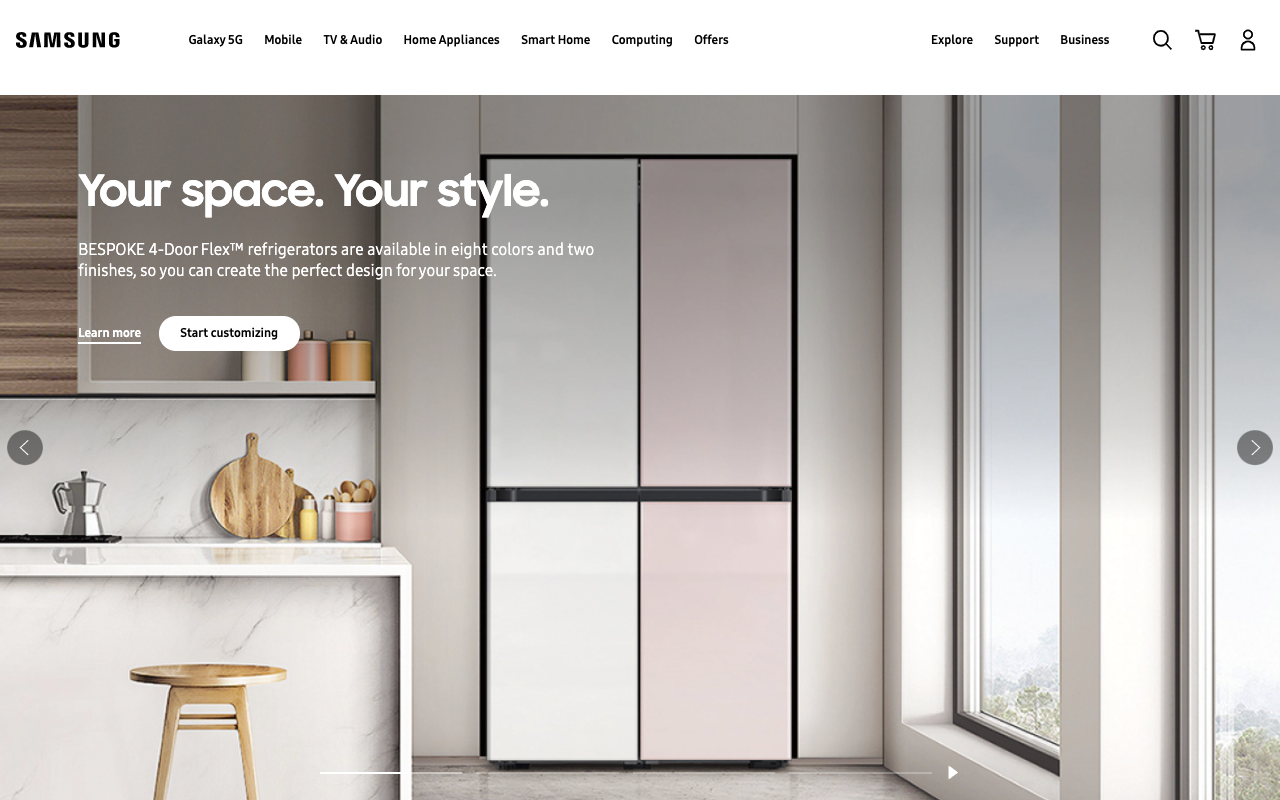 SAMSUNG
Galaxy 5G
Mobile
TV & Audio
Home Appliances
Smart Home
Computing
Offers
Explore
Support
Business
Your space. Your style.
BESPOKE 4-Door Flex™ refrigerators are available in eight colors and two
finishes, so you can create the perfect design for your space.
Learn more
Start customizing